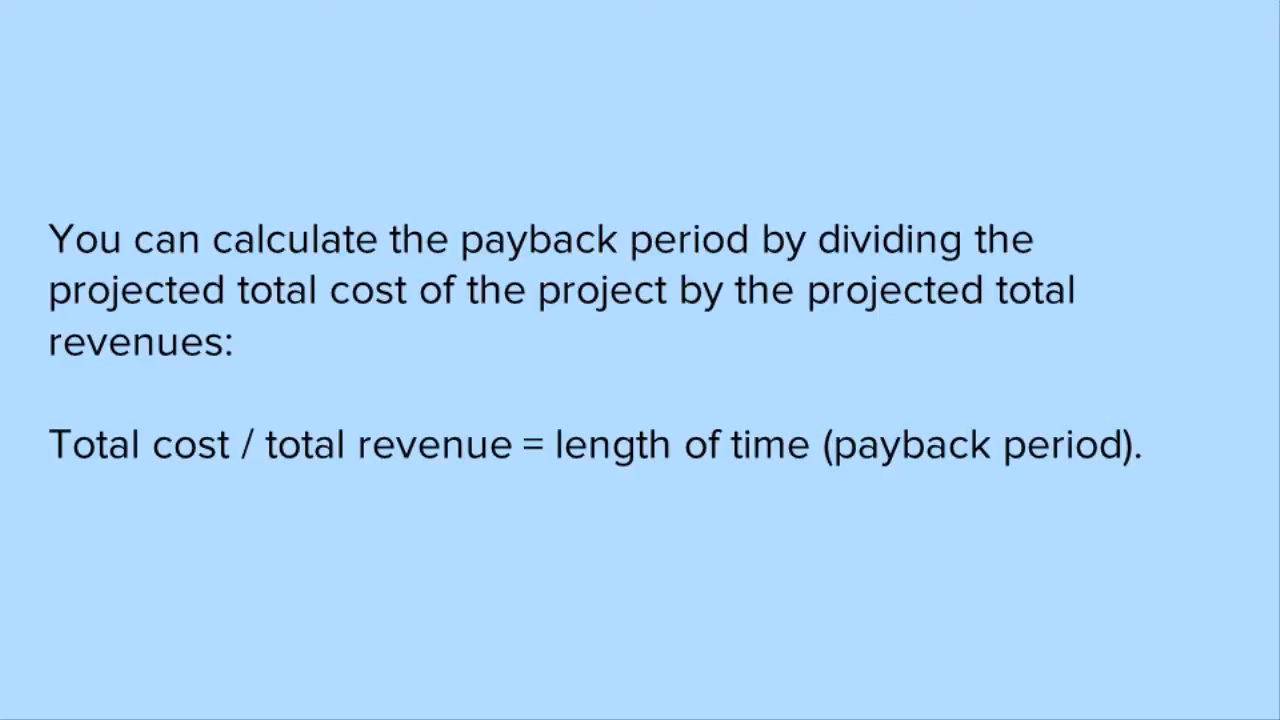 You can calculate the payback period by dividing the
projected total cost of the project by the projected total
revenues:
Total cost / total revenue = length of time (payback period).